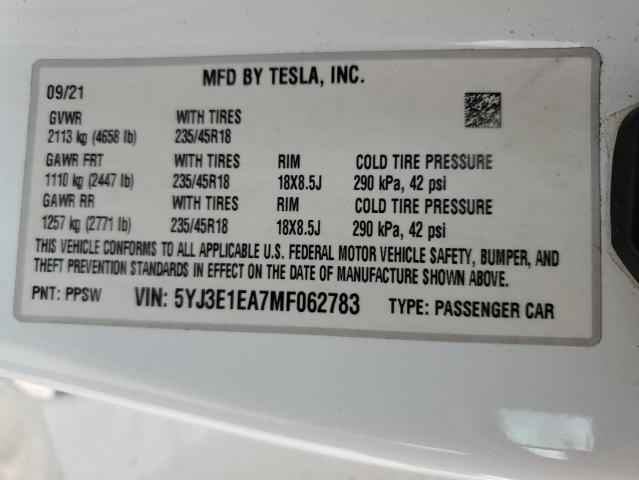 MFD BY TESLA, INC.
09/21
GVWR WITH TIRES
2113 kg (4658 lb) 235/45R18
GAWR FRT WITH TIRES RIM COLD TIRE PRESSURE
1110 kg (2447 lb) 235/45R18 18X8.5J 290 kPa, 42 psi
GAWR RR WITH TIRES RIM COLD TIRE PRESSURE
1257 kg (2771 lb) 235/45R18 18X8.5J 290 kPa, 42 psi
THIS VEHICLE CONFORMS TO ALL APPLICABLE U.S. FEDERAL MOTOR VEHICLE SAFETY, BUMPER, AND
THEFT PREVENTION STANDARDS IN EFFECT ON THE DATE OF MANUFACTURE SHOWN ABOVE.
PNT: PPSW VIN: 5YJ3E1EA7MF062783 TYPE: PASSENGER CAR